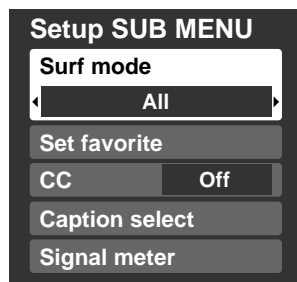 Setup SUB MENU
Surf mode
All
Set favorite
CC Off
Caption select
Signal meter